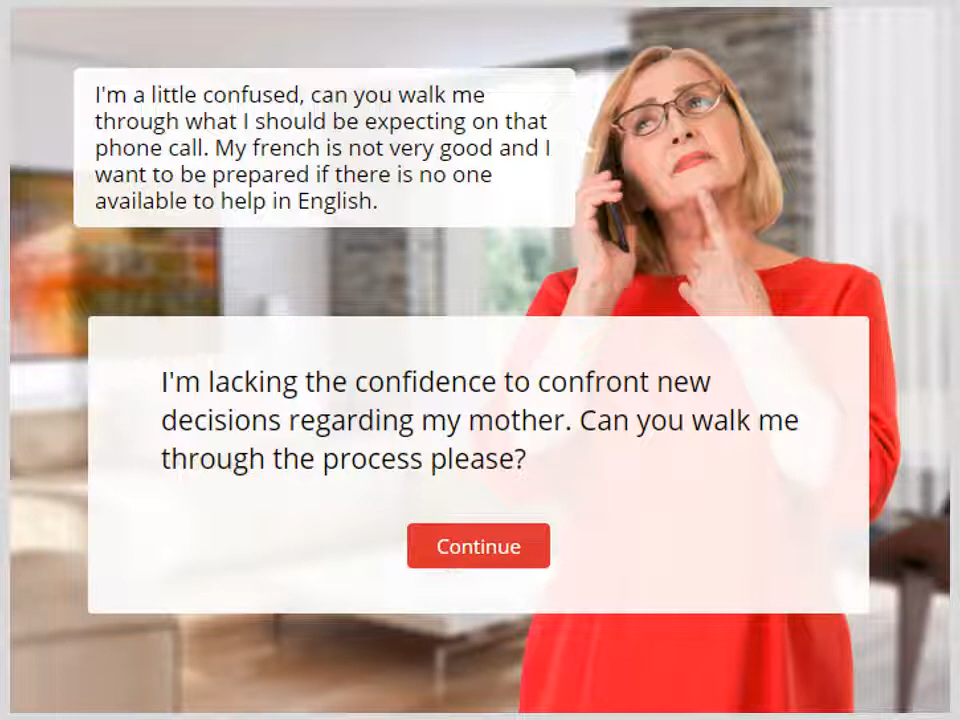 I'm a little confused, can you walk me
through what I should be expecting on that
phone call. My french is not very good and I
want to be prepared if there is no one
available to help in English.
I'm lacking the confidence to confront new
decisions regarding my mother. Can you walk me
through the process please?
Continue